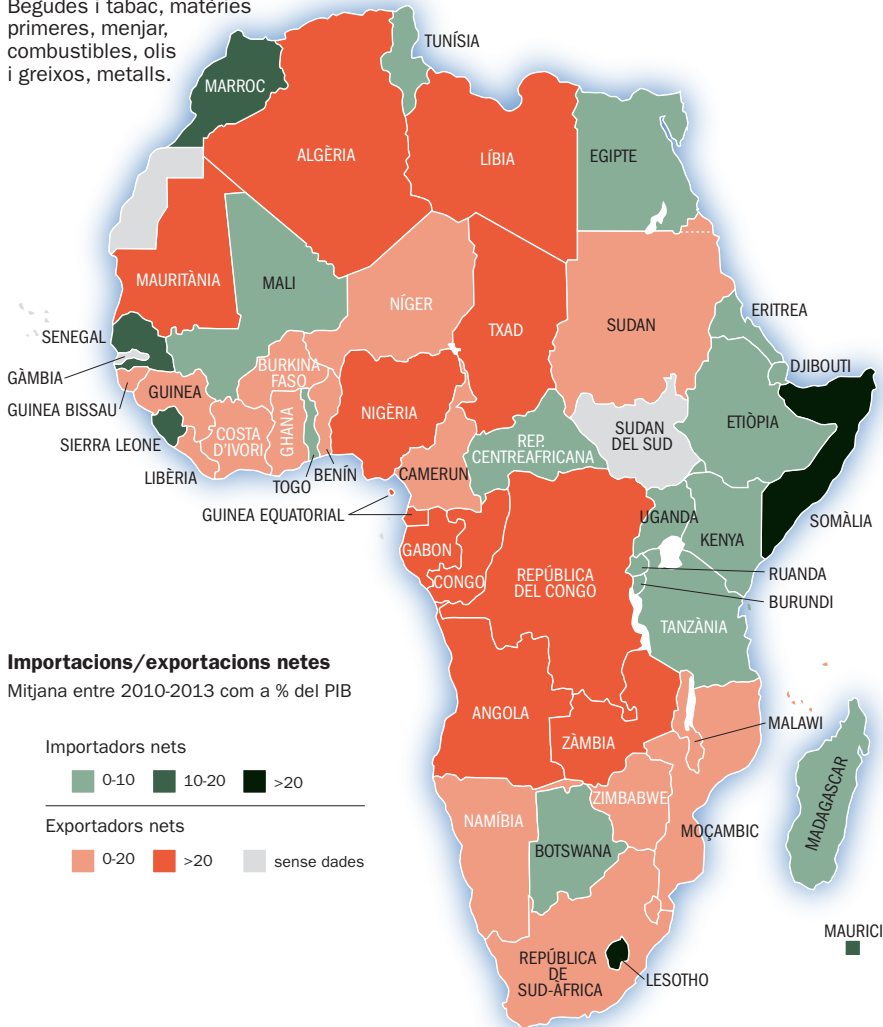 Begudes i tabac, matèries
primeres, menjar,
combustibles, olis
i greixos, metalls.
TUNÍSIA
MARROC
ALGÈRIA
LÍBIA
EGIPTE
MAURITÀNIA
MALI
NÍGER
TXAD
SUDAN
ERITREA
SENEGAL
DJIBOUTI
GÀMBIA
BURKINA
FASO
GUINEA
GUINEA BISSAU
NIGÈRIA
SUDAN
DEL SUD
ETIÒPIA
COSTA
D'IVORI
GHANA
SIERRA LEONE
REP.
CENTREAFRICANA
LIBÈRIA
TOGO
BENÍN
CAMERUN
GUINEA EQUATORIAL
UGANDA
SOMÀLIA
KENYA
GABON
CONGO
REPÚBLICA
DEL CONGO
RUANDA
BURUNDI
TANZÀNIA
Importacions/exportacions netes
Mitjana entre 2010-2013 com a % del PIB
ANGOLA
MALAWI
ZÀMBIA
Importadors nets
0-10
10-20
>20
Exportadors nets
0-20
>20
sense dades
ZIMBABWE
NAMÍBIA
MOÇAMBIC
MADAGASCAR
BOTSWANA
MAURICI
REPÚBLICA
DE
SUD-ÀFRICA
LESOTHO